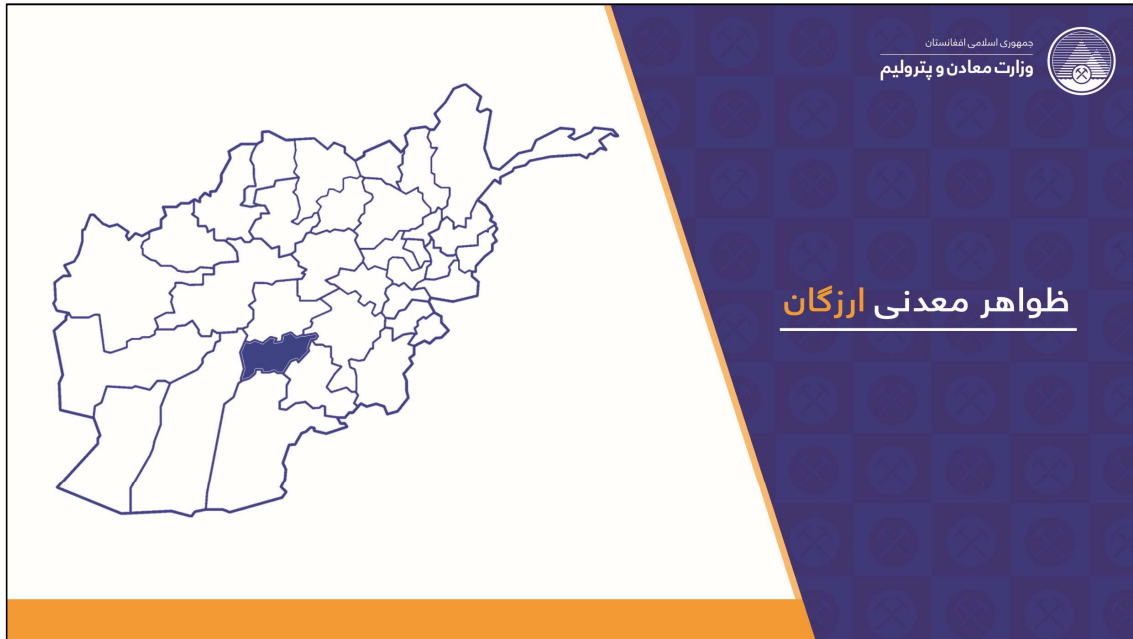 جمهوری اسلامی افغانستان
وزارت معادن و پترولیم
ظواهر معدنی ارزگان